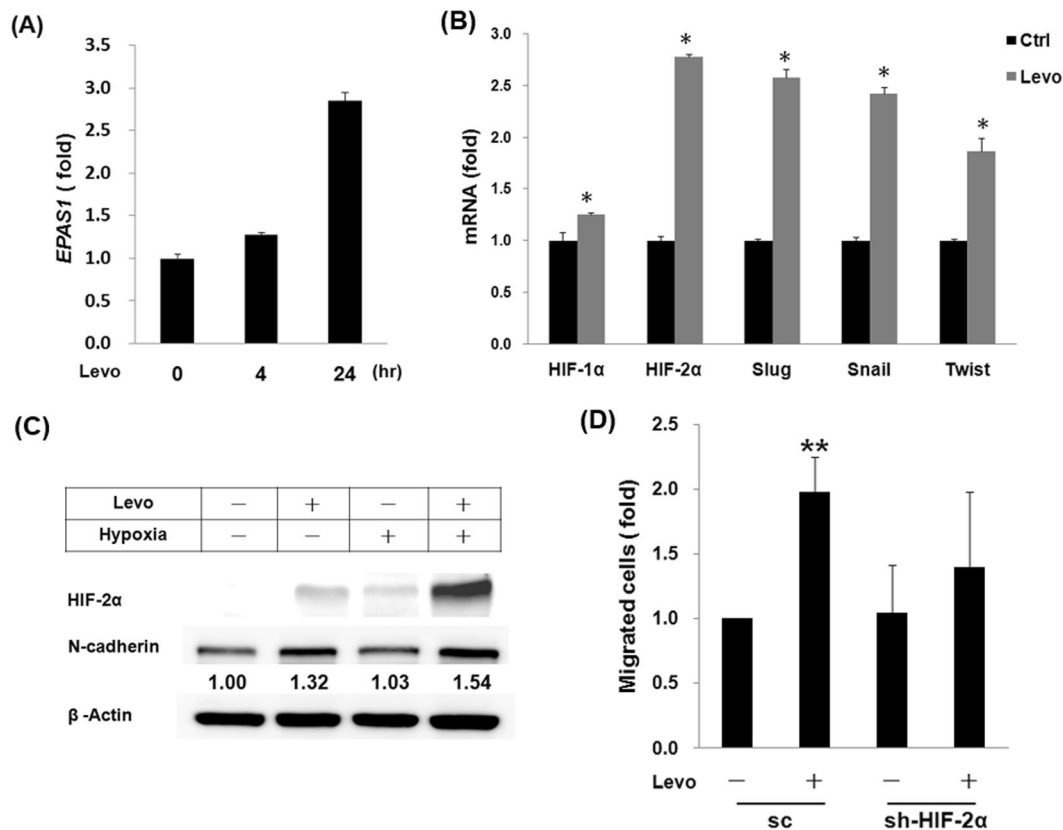 (A)
3.5
3.0
2.5
2.0
1.5
1.0
0.5
0.0
EPAS1 ( fold)
Levo 0 4 24 (hr)
(B)
3.0
2.5
2.0
1.5
1.0
0.5
0.0
mRNA (fold)
* * * * *
Ctrl
Levo
HIF-1α HIF-2α Slug Snail Twist
(C)
Levo − + − +
Hypoxia − − + +
HIF-2α
N-cadherin
1.00 1.32 1.03 1.54
β -Actin
(D)
2.5
2.0
1.5
1.0
0.5
0.0
Migrated cells ( fold)
**
Levo − + − +
sc sh-HIF-2α